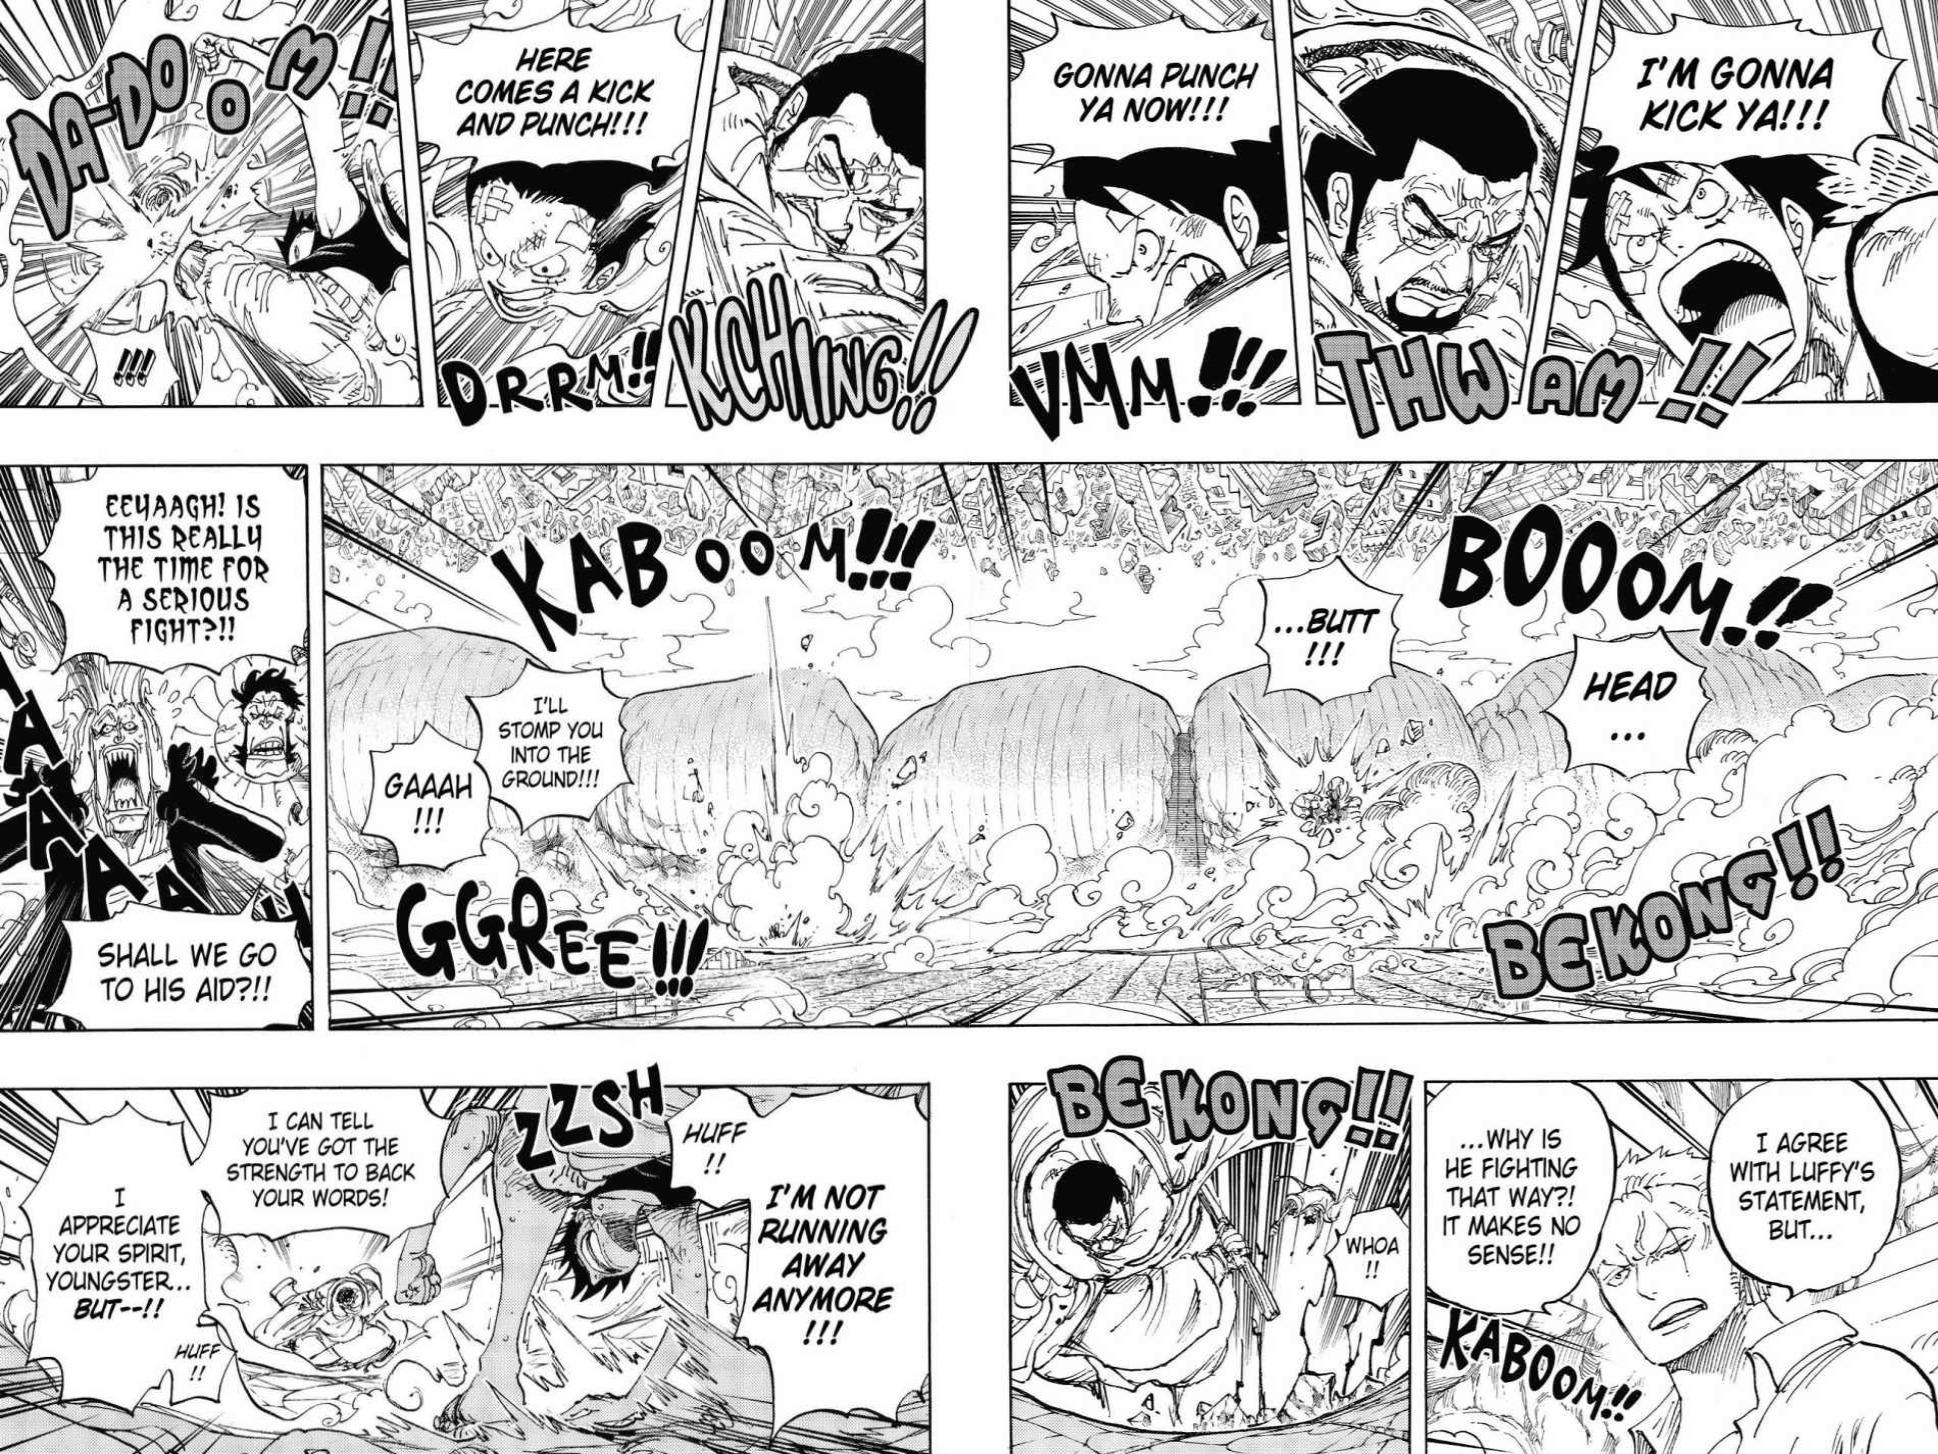 I'M GONNA
KICK YA!!!
THWAM!!
GONNA PUNCH
YA NOW!!!
VMM!!!
KCHIIING!!
HERE
COMES A KICK
AND PUNCH!!!
DRRM!!
DA-DOOOM!!
!!!
BOOOM!!
HEAD
...
...BUTT
!!!
BEKONG!!
KABOOM!!!
I'LL
STOMP YOU
INTO THE
GROUND!!!
GAAAH
!!!
GGREE!!!
EEYAAGH! IS
THIS REALLY
THE TIME FOR
A SERIOUS
FIGHT?!!
AAAAAAH
SHALL WE GO
TO HIS AID?!!
I AGREE
WITH LUFFY'S
STATEMENT,
BUT...
...WHY IS
HE FIGHTING
THAT WAY?!
IT MAKES NO
SENSE!!
KABOOM!!
BEKONG!!
WHOA
!!
HUFF
!!
I'M NOT
RUNNING
AWAY
ANYMORE
!!!
ZZSH
I CAN TELL
YOU'VE GOT THE
STRENGTH TO BACK
YOUR WORDS!
I
APPRECIATE
YOUR SPIRIT,
YOUNGSTER...
BUT--!!
HUFF
!!